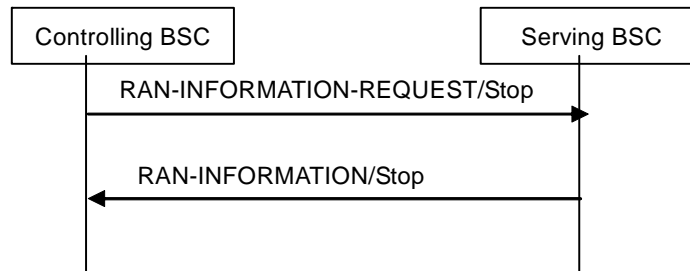 Controlling BSC
Serving BSC
RAN-INFORMATION-REQUEST/Stop
RAN-INFORMATION/Stop